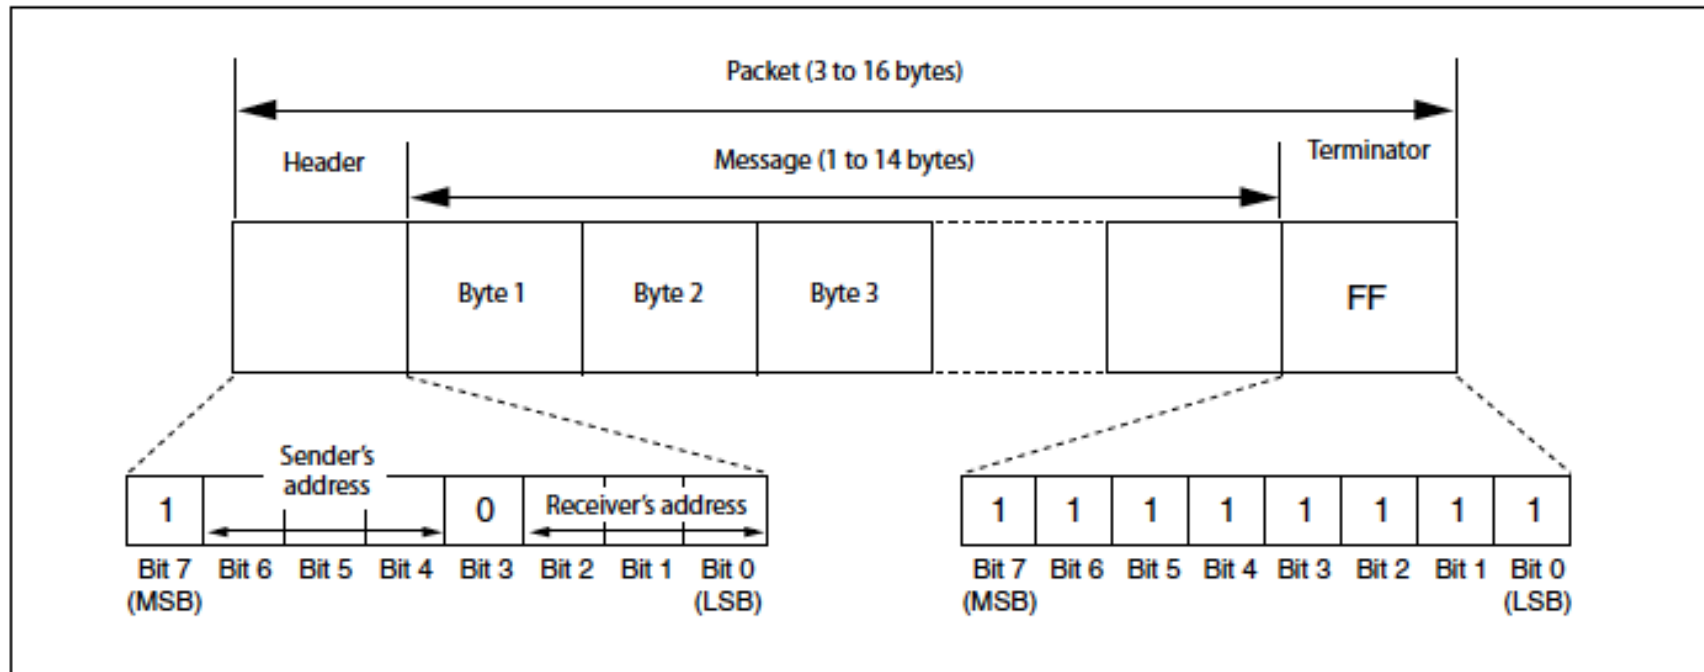 Packet (3 to 16 bytes)
Header
Message (1 to 14 bytes)
Terminator
Byte 1
Byte 2
Byte 3
FF
Sender's
address
1
0
Receiver's address
Bit 7
(MSB)
Bit 6
Bit 5
Bit 4
Bit 3
Bit 2
Bit 1
Bit 0
(LSB)
1 1 1 1 1 1 1 1
Bit 7
(MSB)
Bit 6
Bit 5
Bit 4
Bit 3
Bit 2
Bit 1
Bit 0
(LSB)